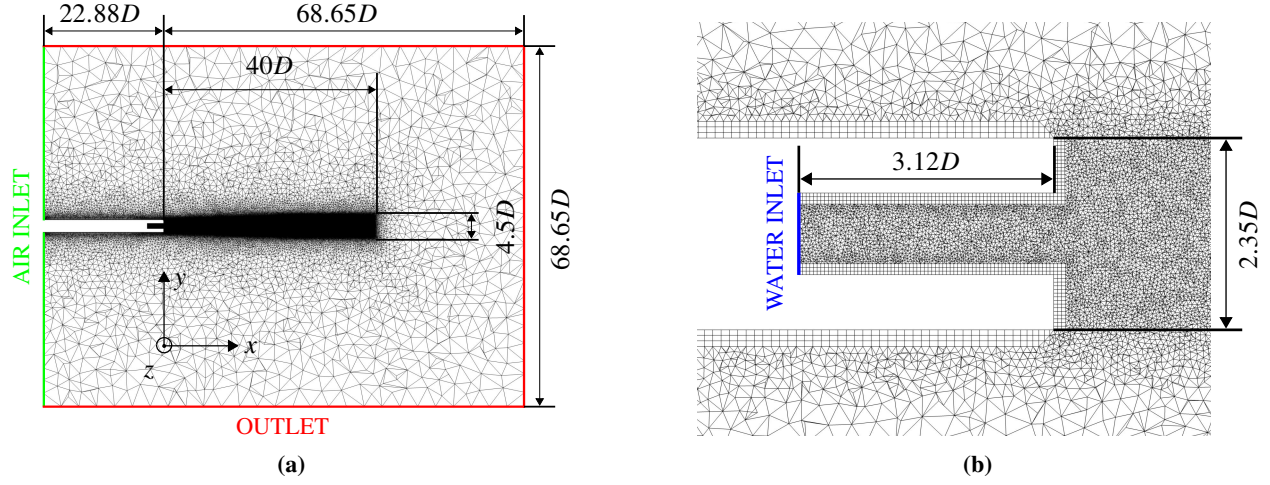 22.88D
68.65D
40D
AIR INLET
4.5D
68.65D
y
x
z
OUTLET
(a)
WATER INLET
3.12D
2.35D
(b)